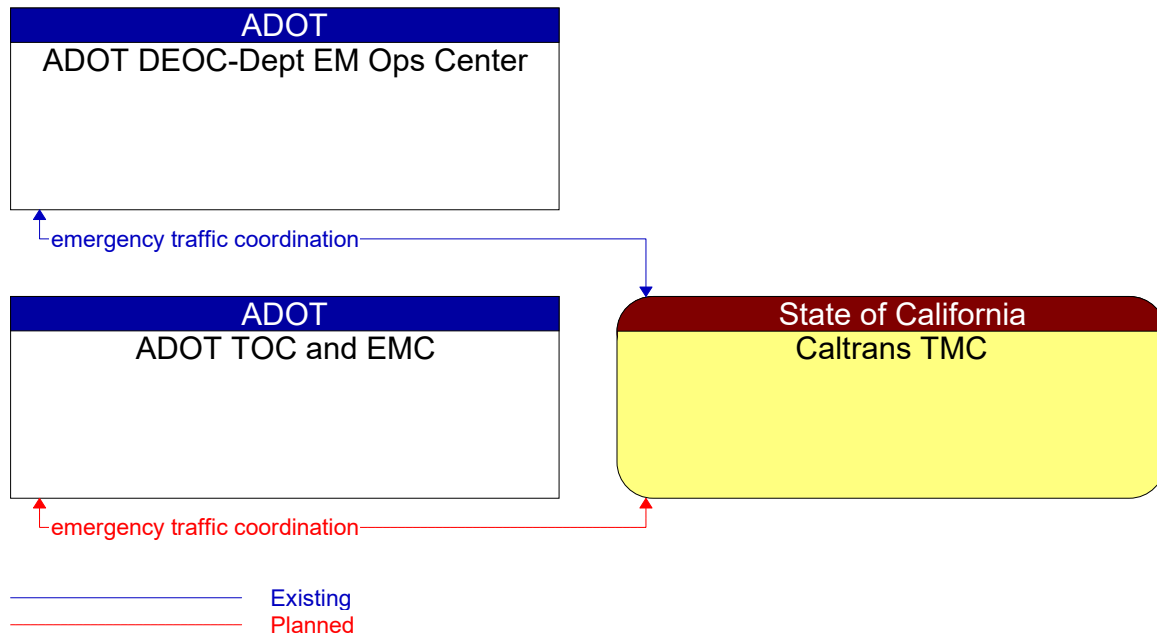 ADOT
ADOT DEOC-Dept EM Ops Center
emergency traffic coordination
ADOT
ADOT TOC and EMC
State of California
Caltrans TMC
emergency traffic coordination
Existing
Planned